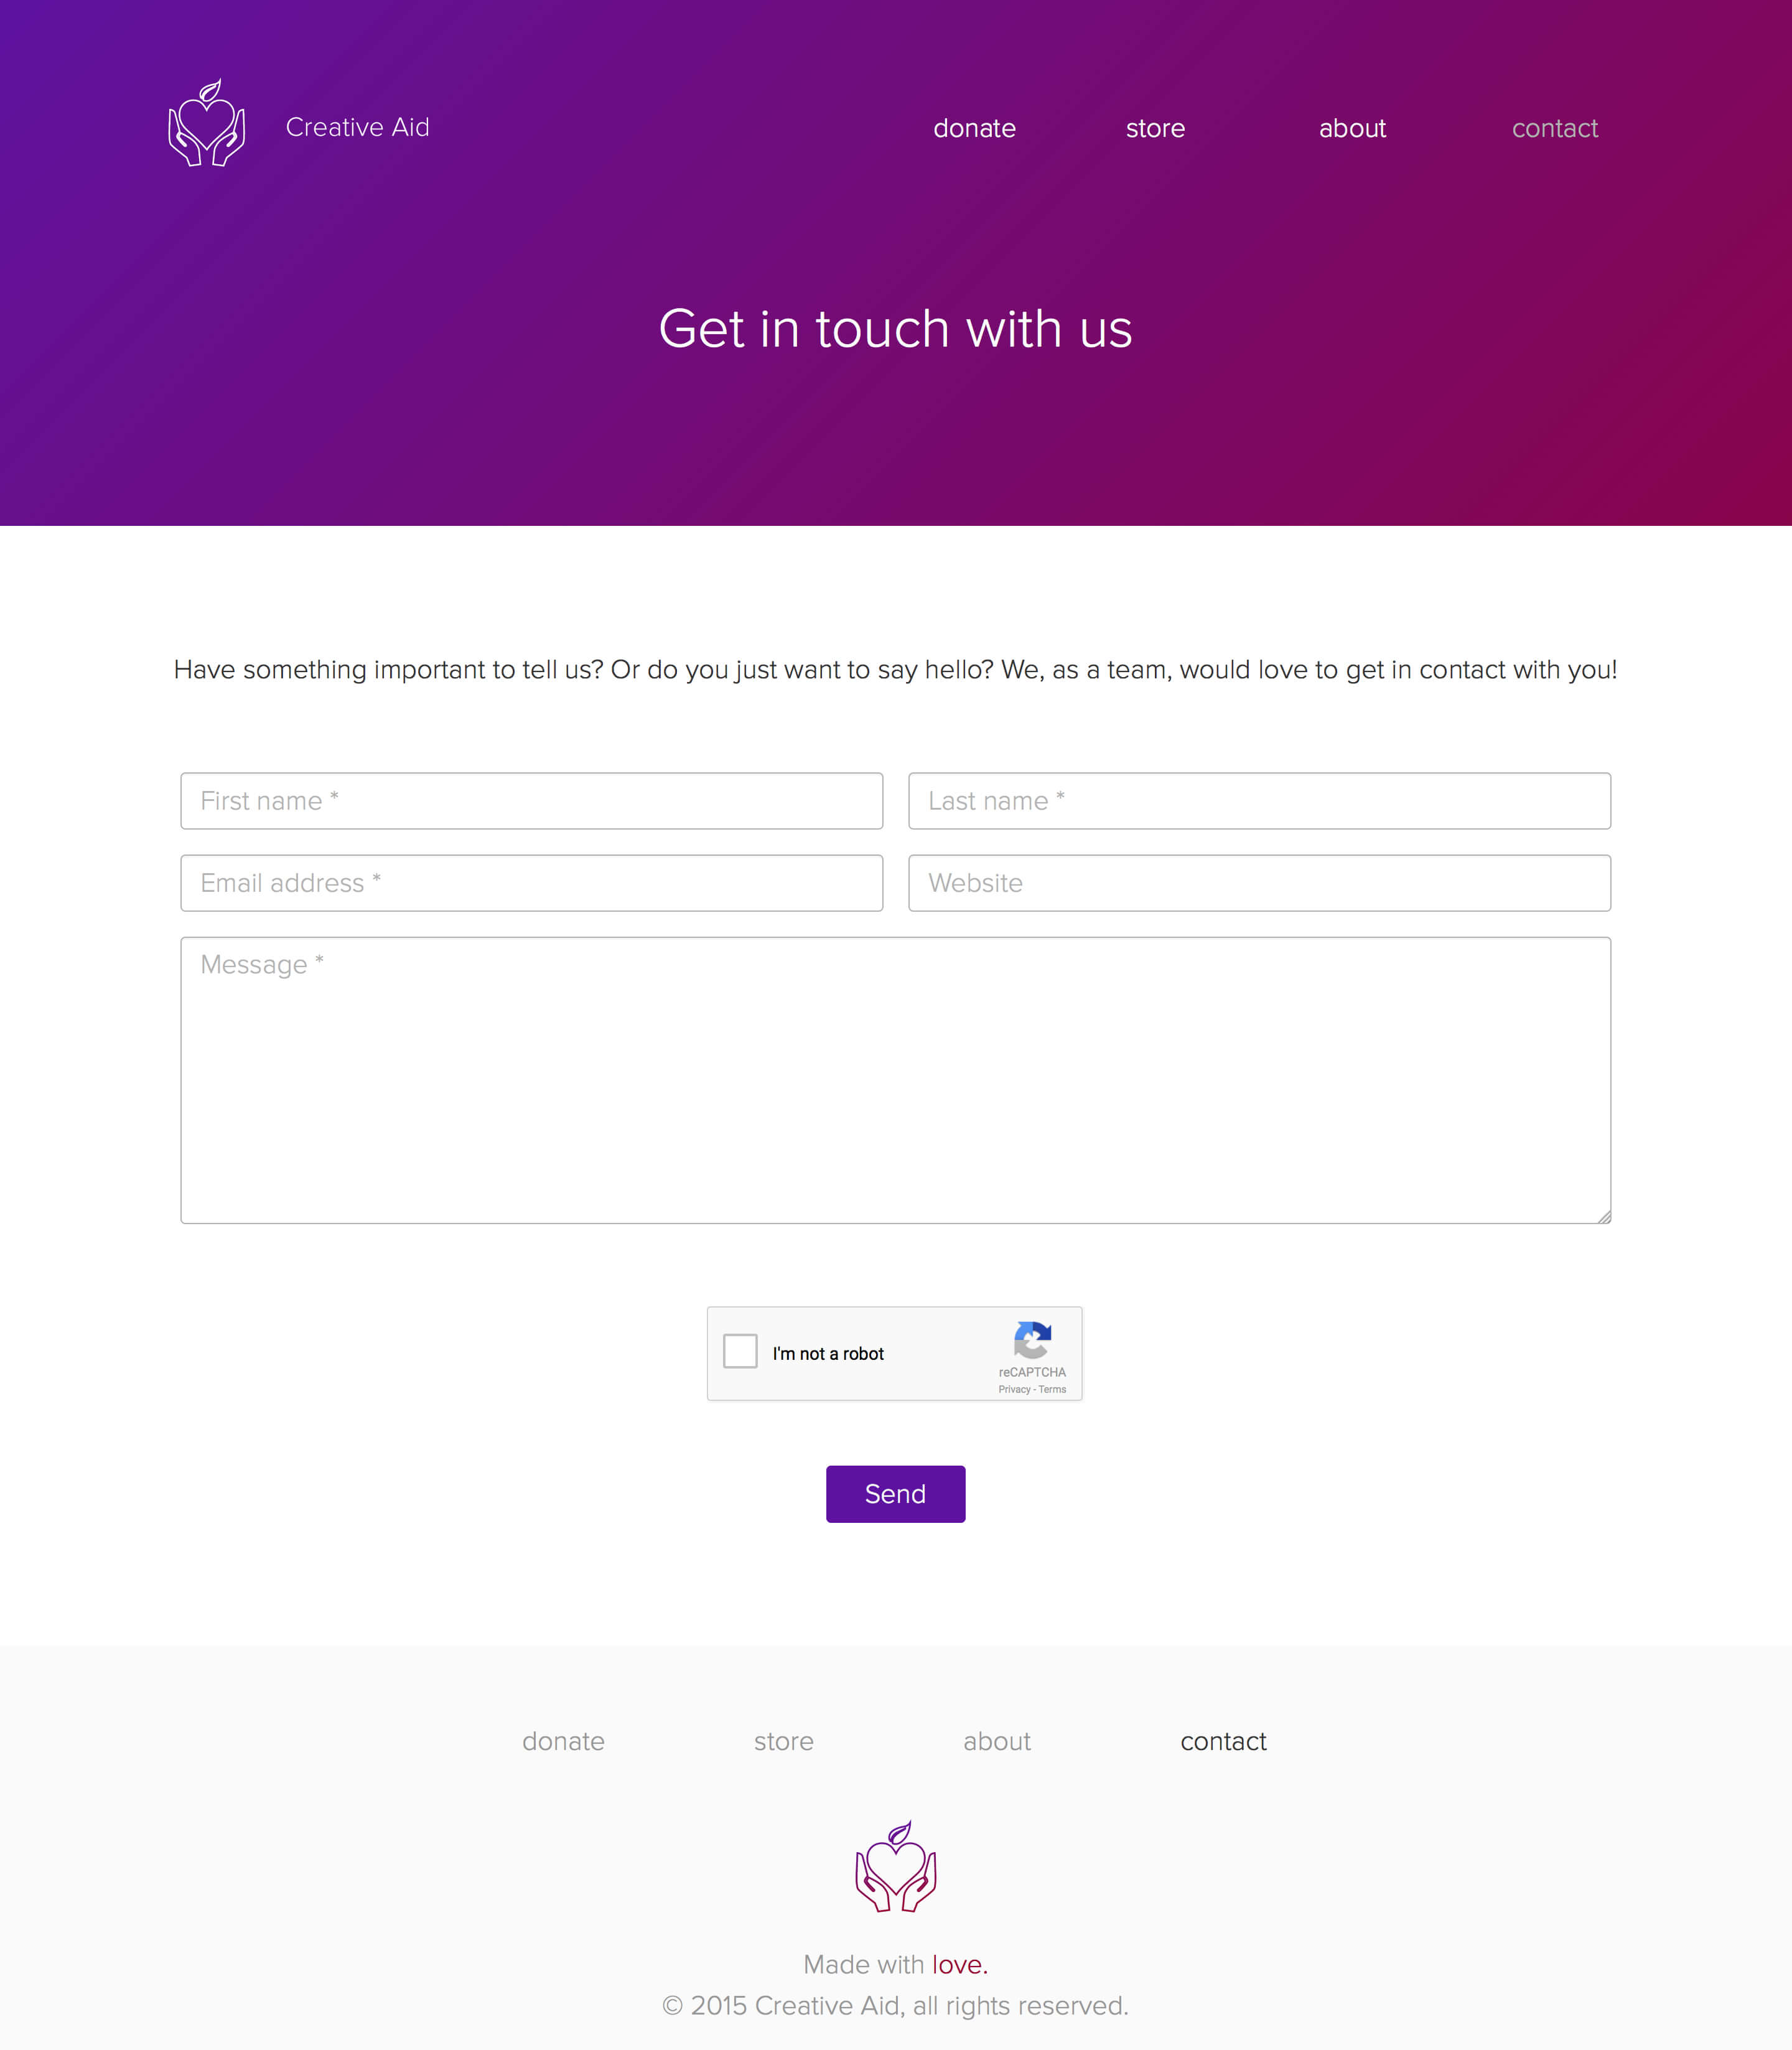 Creative Aid
donate store about contact
Get in touch with us
Have something important to tell us? Or do you just want to say hello? We, as a team, would love to get in contact with you!
First name * Last name *
Email address * Website
Message *
I'm not a robot
reCAPTCHA
Privacy - Terms
Send
donate store about contact
Made with love.
© 2015 Creative Aid, all rights reserved.